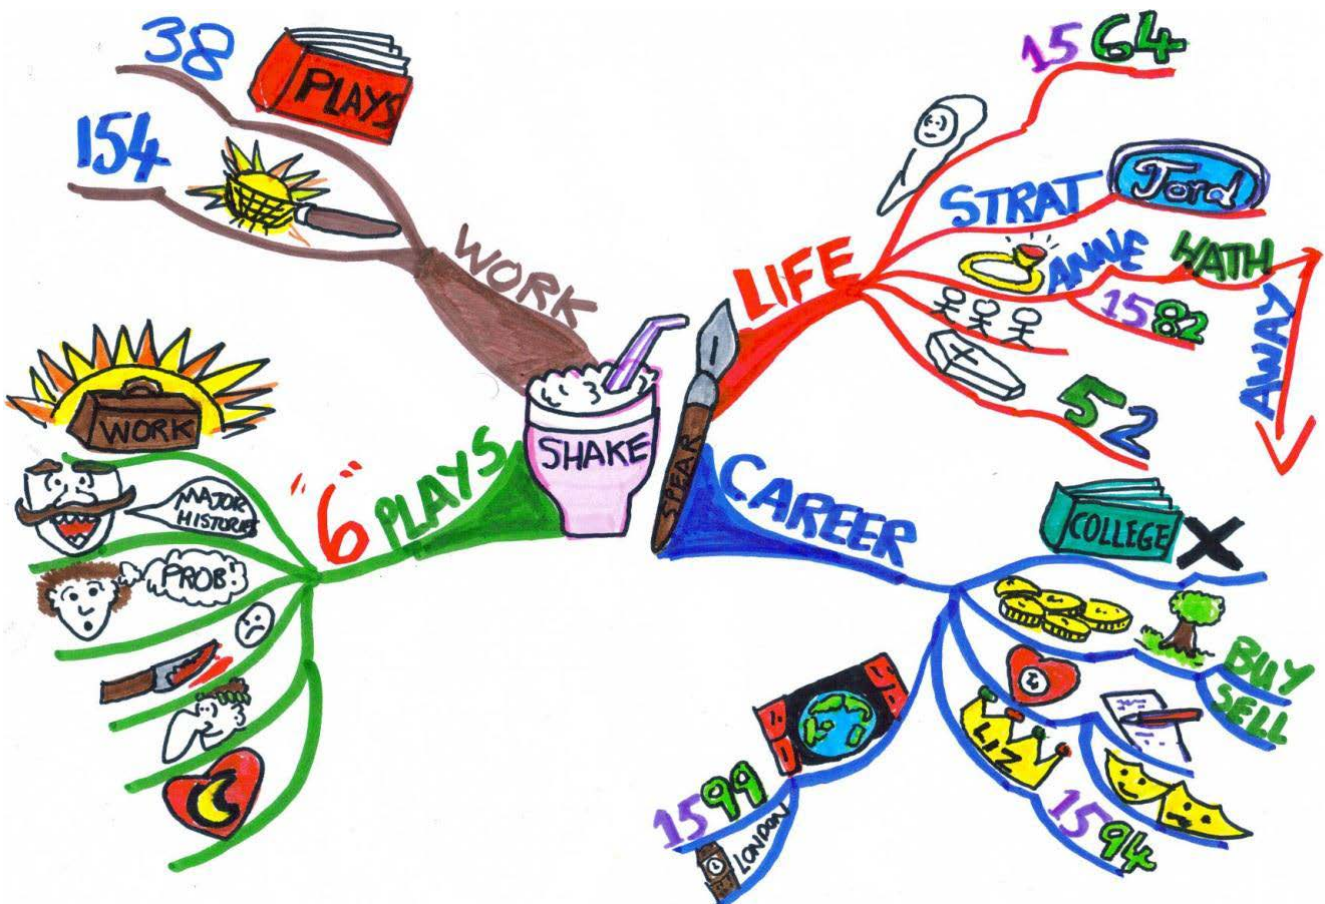 38
PLAYS
154
WORK
WORK
MAJOR
HISTORIES
PROB!
"6" PLAYS
SHAKE
SPEAR
LIFE
1564
STRAT Ford
ANNE HATH
AWAY
1582
52
CAREER
COLLEGE X
BUY
SELL
LIZ
1594
1599
LONDON